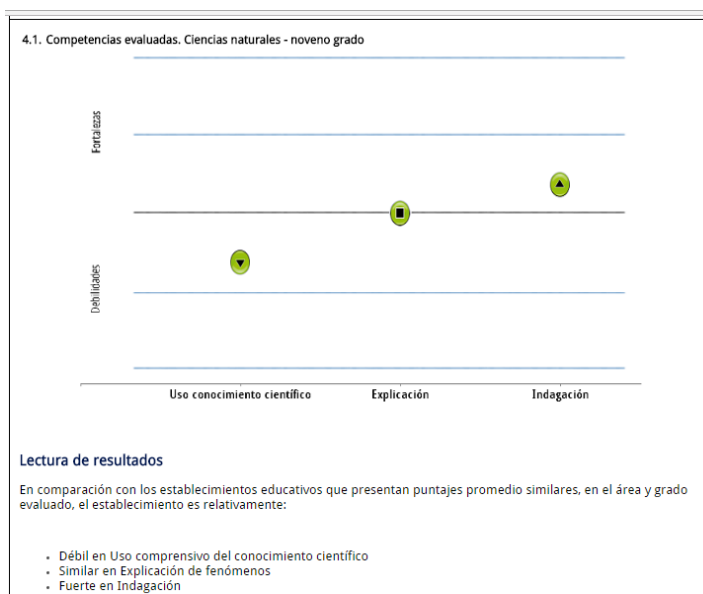 4.1. Competencias evaluadas. Ciencias naturales - noveno grado
Fortalezas
Debilidades
Uso conocimiento científico
Explicación
Indagación
Lectura de resultados
En comparación con los establecimientos educativos que presentan puntajes promedio similares, en el área y grado
evaluado, el establecimiento es relativamente:
• Débil en Uso comprensivo del conocimiento científico
• Similar en Explicación de fenómenos
• Fuerte en Indagación